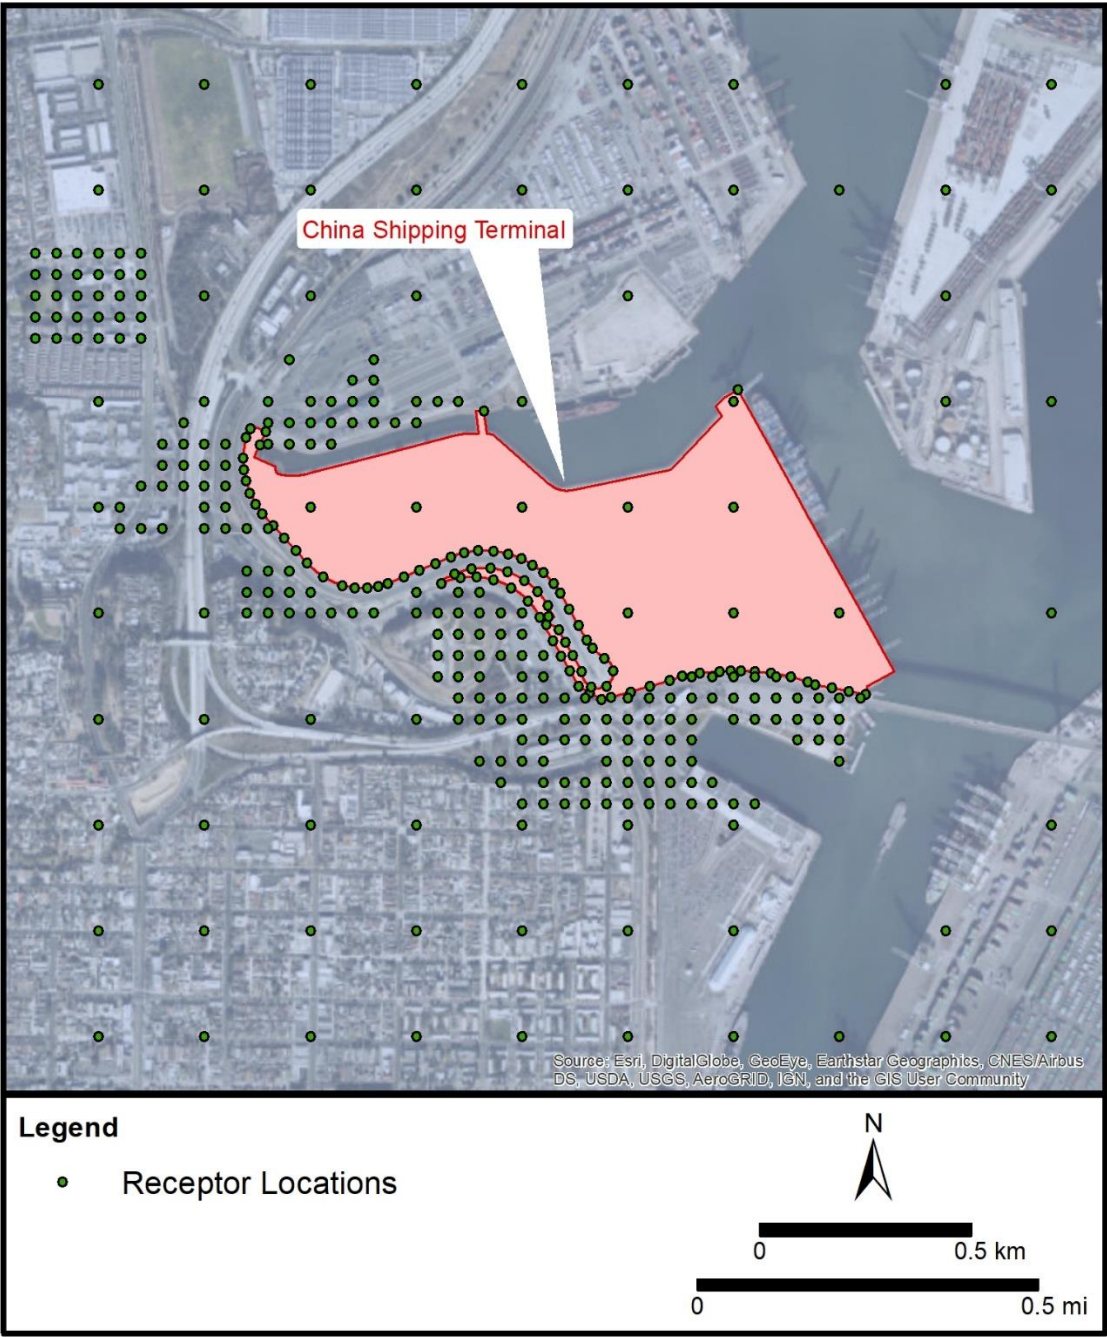 China Shipping Terminal
Source: Esri, DigitalGlobe, GeoEye, Earthstar Geographics, CNES/Airbus
DS, USDA, USGS, AeroGRID, IGN, and the GIS User Community
Legend
Receptor Locations
N
0 0.5 km
0 0.5 mi